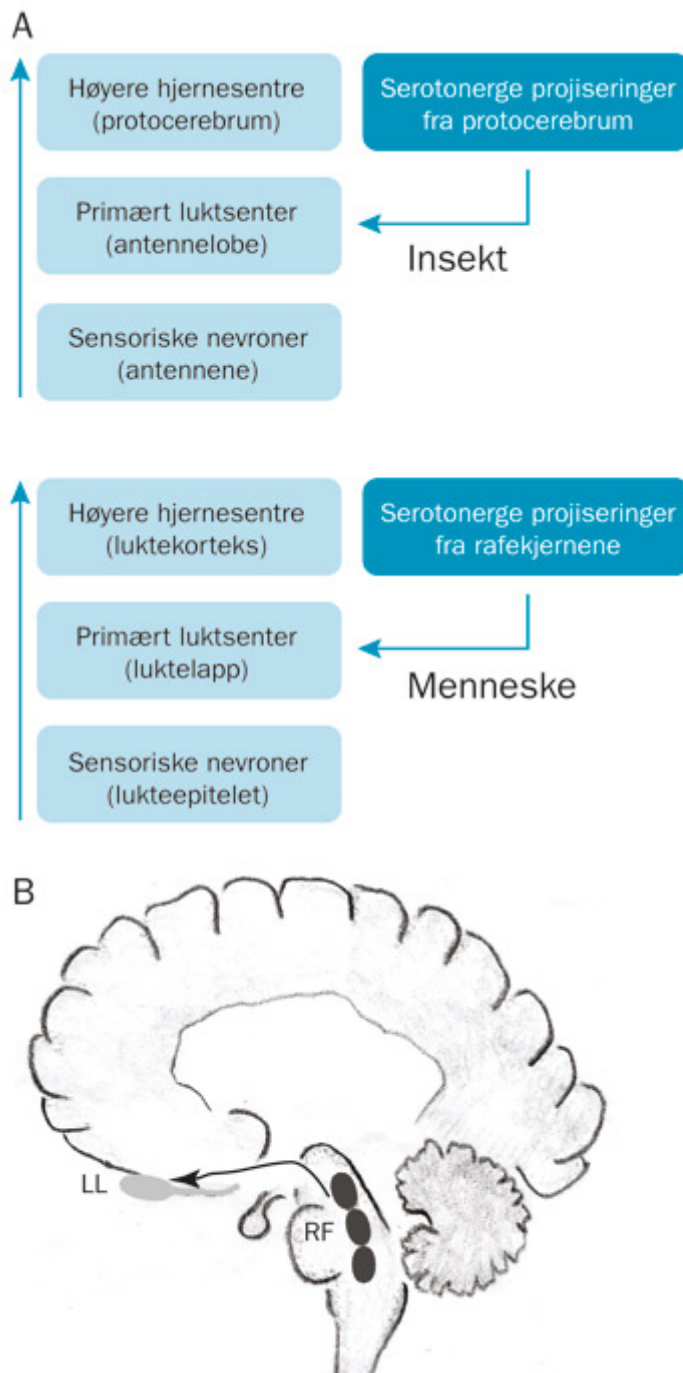 A
Høyere hjernesentre
(protocerebrum)
Serotonerge projiseringer
fra protocerebrum
Primært luktsenter
(antennelobe)
Insekt
Sensoriske nevroner
(antennene)
Høyere hjernesentre
(luktekorteks)
Serotonerge projiseringer
fra rafekjernene
Primært luktsenter
(luktelapp)
Menneske
Sensoriske nevroner
(lukteepitelet)
B
LL
RF